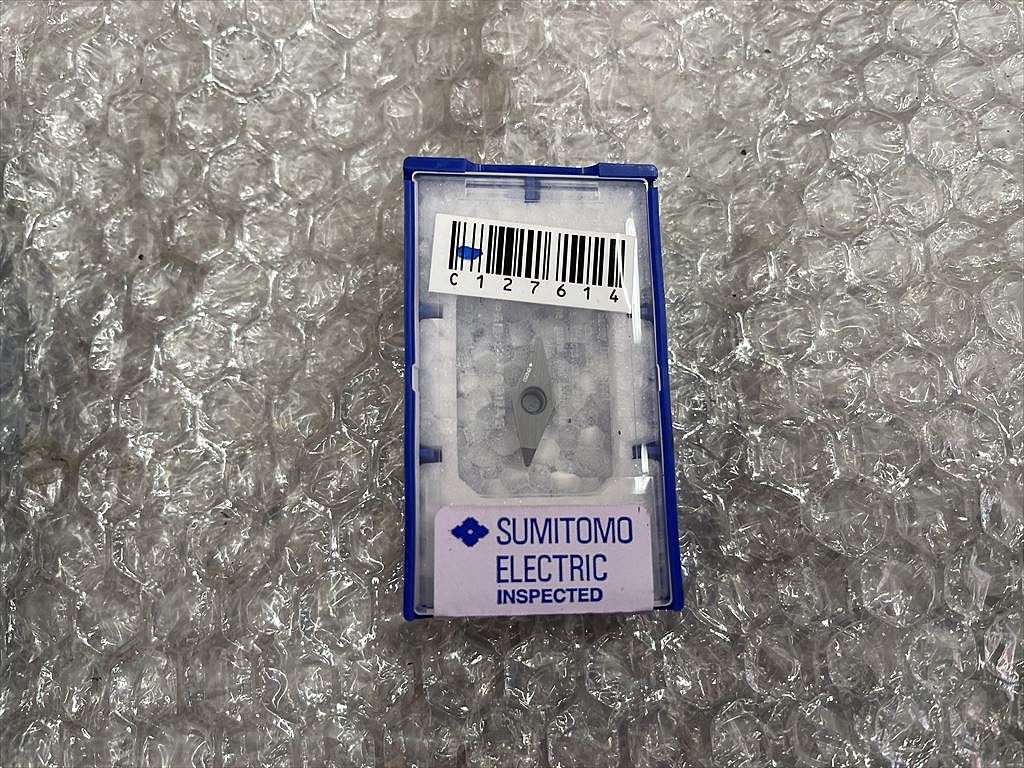 C127614
SUMITOMO
ELECTRIC
INSPECTED